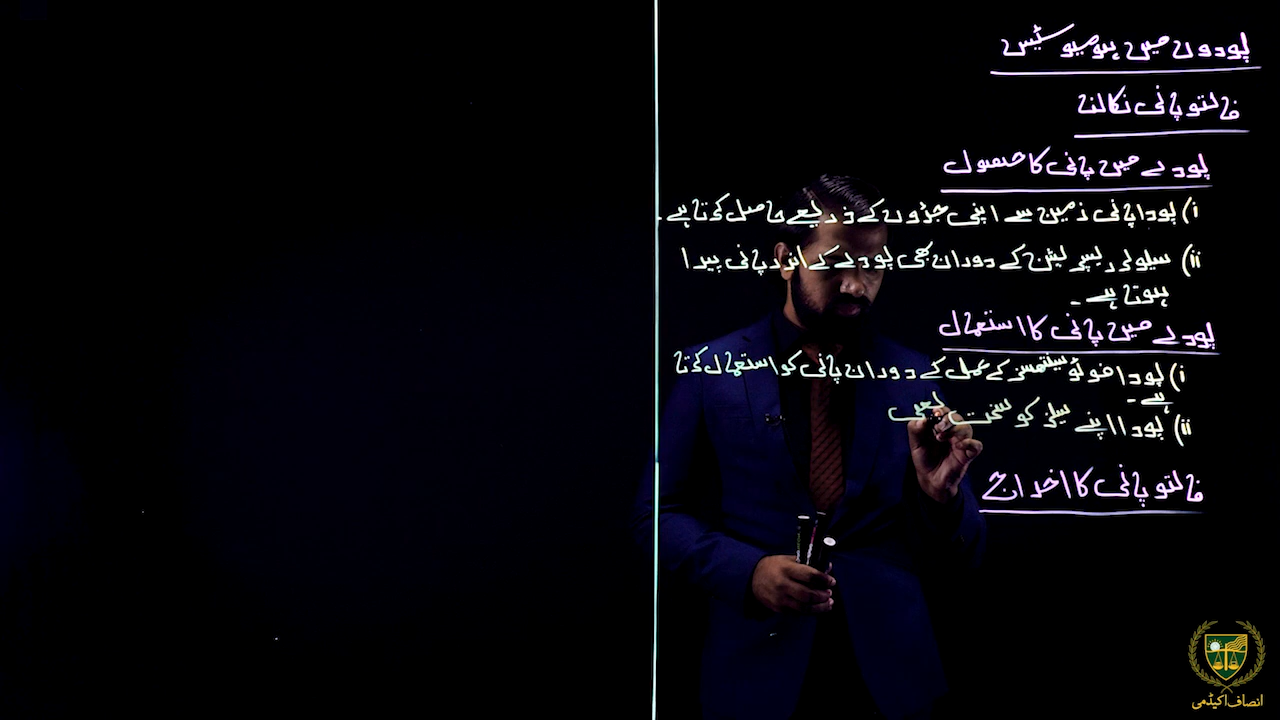 پودوں میں ہومیوسٹیس
فالتو پانی نکالنا
پودے میں پانی کا حصول
i) پودا پانی زمین سے اپنی جڑوں کے ذریعے حاصل کرتا ہے۔
ii) سیلولر ریسپریشن کے دوران بھی پودے کے اندر پانی پیدا
ہوتا ہے۔
پودے میں پانی کا استعمال
i) پودا فوٹوسینتھیسز کے عمل کے دوران پانی کو استعمال کرتا
ہے۔
ii) پودا اپنے سیلز کو سخت
فالتو پانی کا اخراج
انصاف اکیڈمی